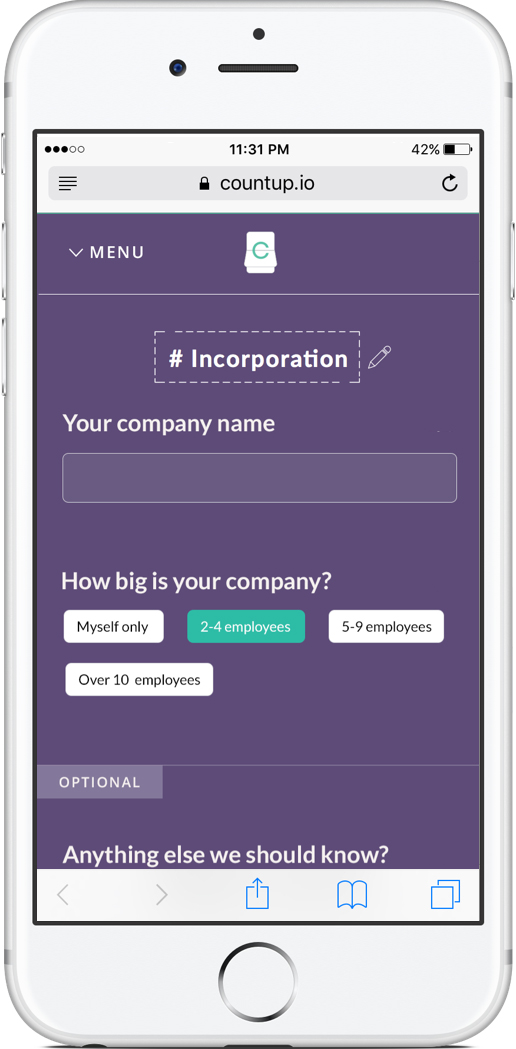 11:31 PM 42%
countup.io
MENU C
# Incorporation
Your company name
How big is your company?
Myself only 2-4 employees 5-9 employees
Over 10 employees
OPTIONAL
Anything else we should know?